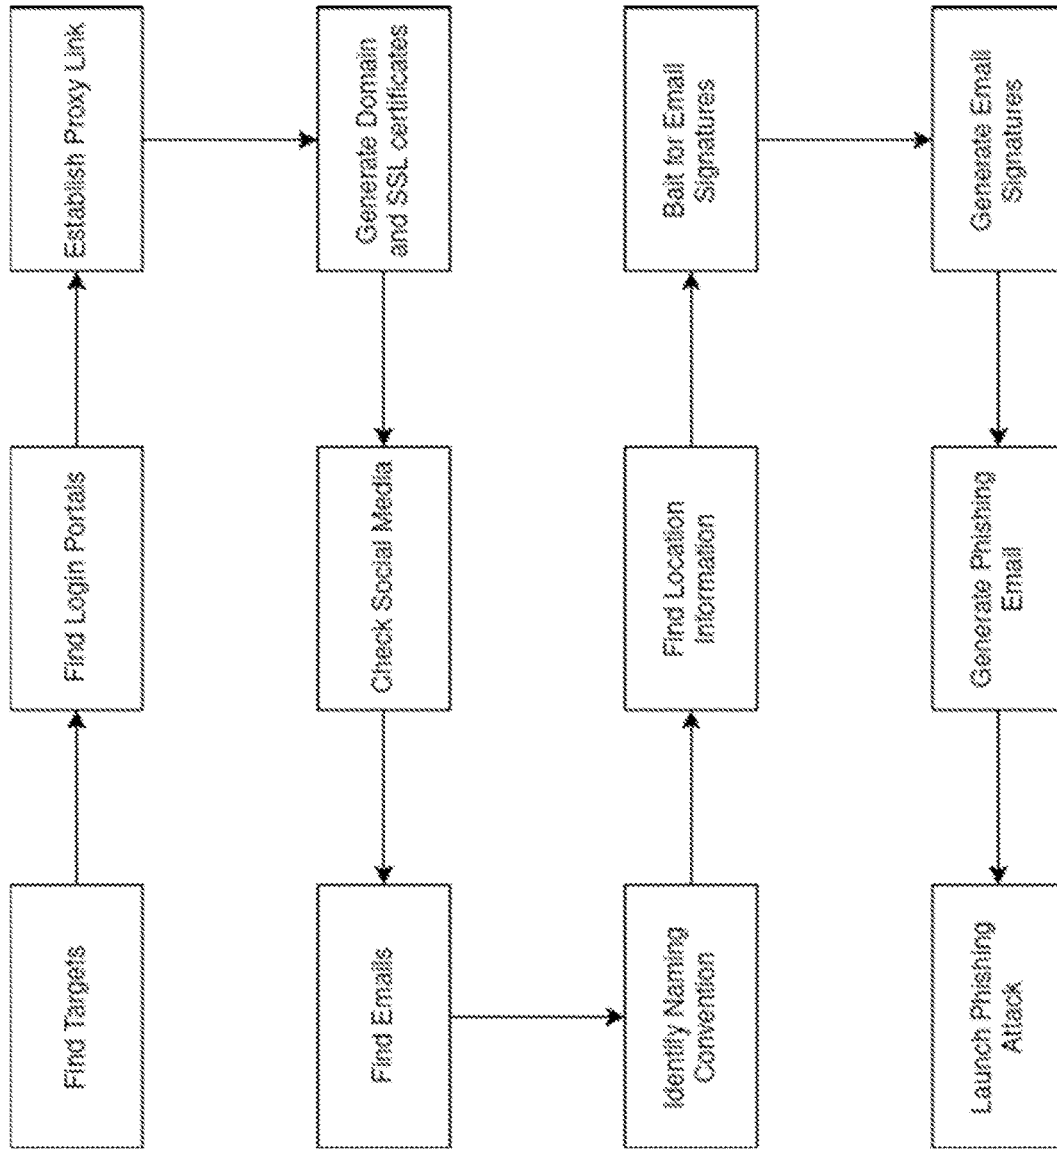 Find Targets
Find Login Portals
Establish Proxy Link
Generate Domain
and SSL certificates
Check Social Media
Find Emails
Identify Naming
Convention
Find Location
Information
Bait for Email
Signatures
Generate Email
Signatures
Generate Phishing
Email
Launch Phishing
Attack